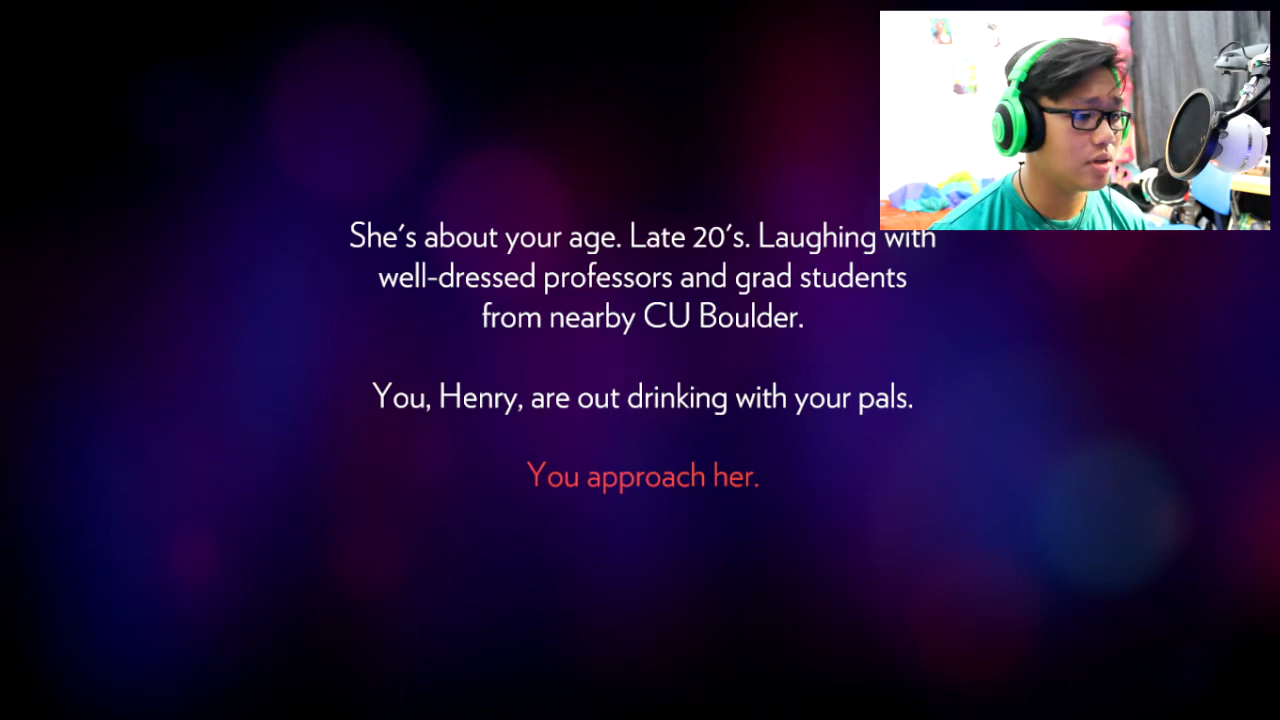 She's about your age. Late 20's. Laughing with
well-dressed professors and grad students
from nearby CU Boulder.
You, Henry, are out drinking with your pals.
You approach her.